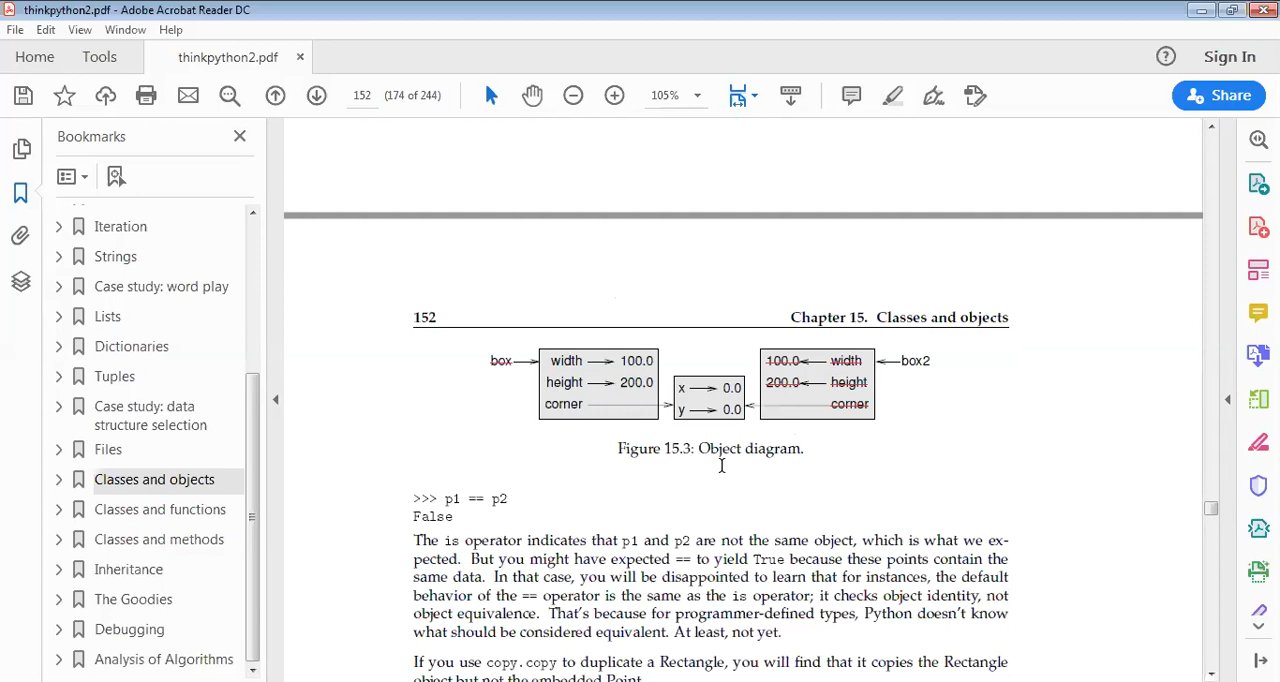 thinkpython2.pdf - Adobe Acrobat Reader DC
File Edit View Window Help
Home Tools thinkpython2.pdf × Sign In
152 (174 of 244) 105% Share
Bookmarks
Iteration
Strings
Case study: word play
Lists
Dictionaries
Tuples
Case study: data
structure selection
Files
Classes and objects
Classes and functions
Classes and methods
Inheritance
The Goodies
Debugging
Analysis of Algorithms
152 Chapter 15. Classes and objects
box width 100.0 100.0 width box2
height 200.0 x 0.0 200.0 height
corner y 0.0 corner
Figure 15.3: Object diagram.
>>> p1 == p2
False
The is operator indicates that p1 and p2 are not the same object, which is what we ex-
pected. But you might have expected == to yield True because these points contain the
same data. In that case, you will be disappointed to learn that for instances, the default
behavior of the == operator is the same as the is operator; it checks object identity, not
object equivalence. That's because for programmer-defined types, Python doesn't know
what should be considered equivalent. At least, not yet.
If you use copy.copy to duplicate a Rectangle, you will find that it copies the Rectangle
object but not the embedded Point.